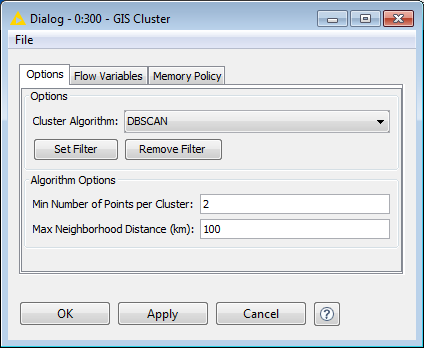 Dialog - 0:300 - GIS Cluster
File
Options Flow Variables Memory Policy
Options
Cluster Algorithm: DBSCAN
Set Filter Remove Filter
Algorithm Options
Min Number of Points per Cluster: 2
Max Neighborhood Distance (km): 100
OK Apply Cancel ?